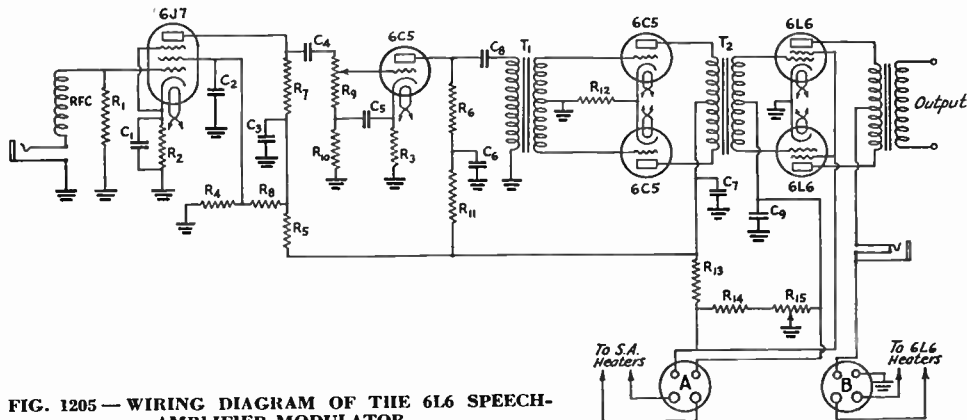 6J7
6C5
6C5
6L6
C4
C8
T1
T2
RFC
R1
C2
R7
R9
R12
C1
R2
C3
C5
R6
Output
R10
R3
C6
6C5
6L6
R4
R8
R11
C7
C9
R5
R13
R14
R15
To S.A.
Heaters
To 6L6
Heaters
A
B
FIG. 1205 — WIRING DIAGRAM OF THE 6L6 SPEECH-
AMPLIFIER MODULATOR